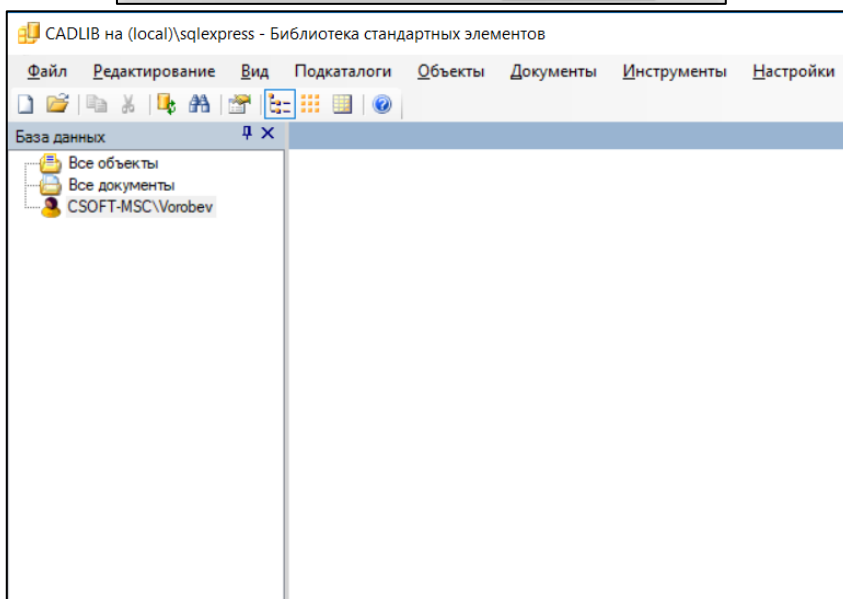 CADLIB на (local)\sqlexpress - Библиотека стандартных элементов
Файл Редактирование Вид Подкаталоги Объекты Документы Инструменты Настройки
База данных
Все объекты
Все документы
CSOFT-MSC\Vorobev